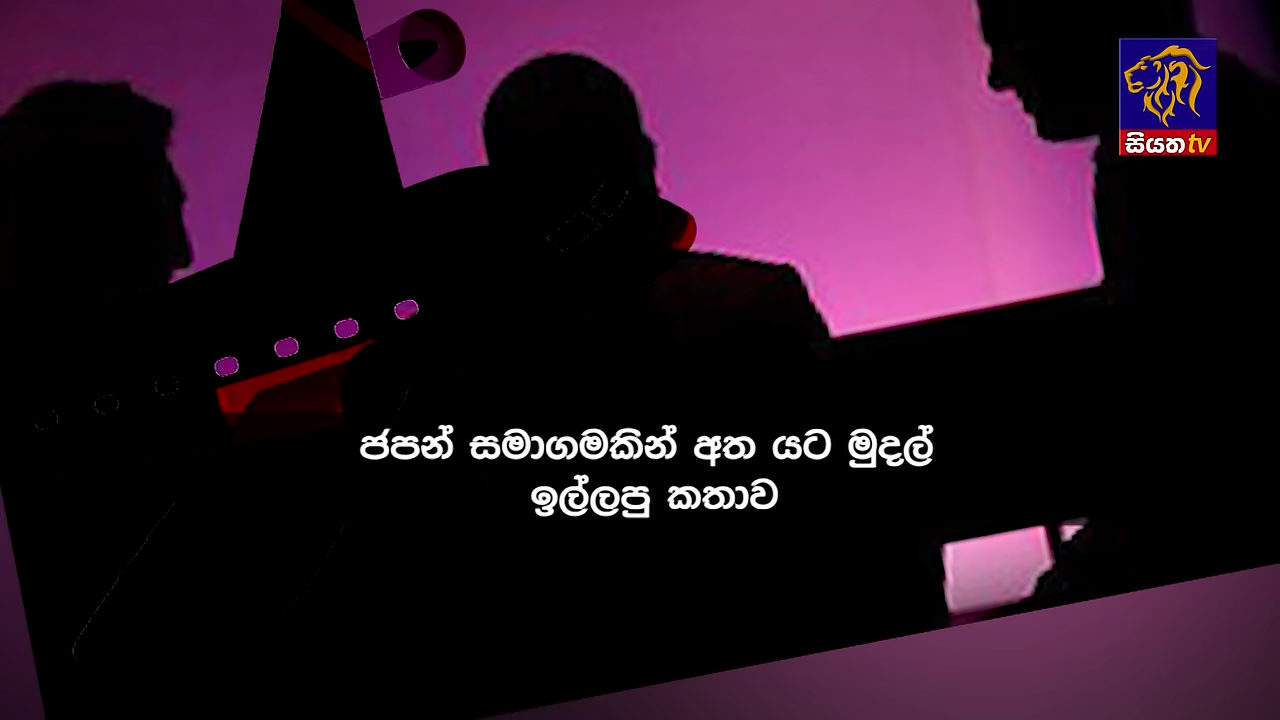 සියත tv
ජපන් සමාගමකින් අත යට මුදල්
ඉල්ලපු කතාව